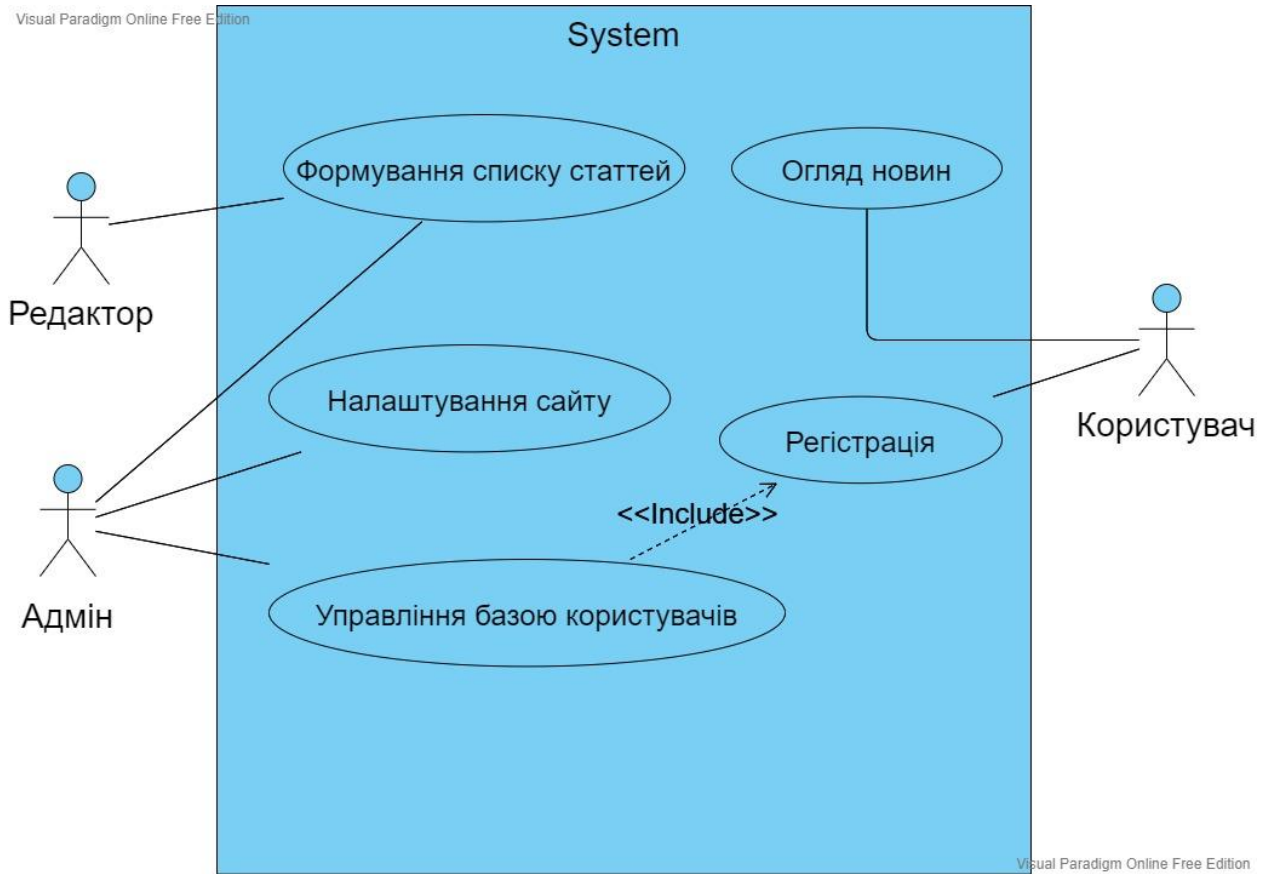 Visual Paradigm Online Free Edition
System
Формування списку статтей
Огляд новин
Редактор
Користувач
Налаштування сайту
Регістрація
<<Include>>
Адмін
Управління базою користувачів
Visual Paradigm Online Free Edition